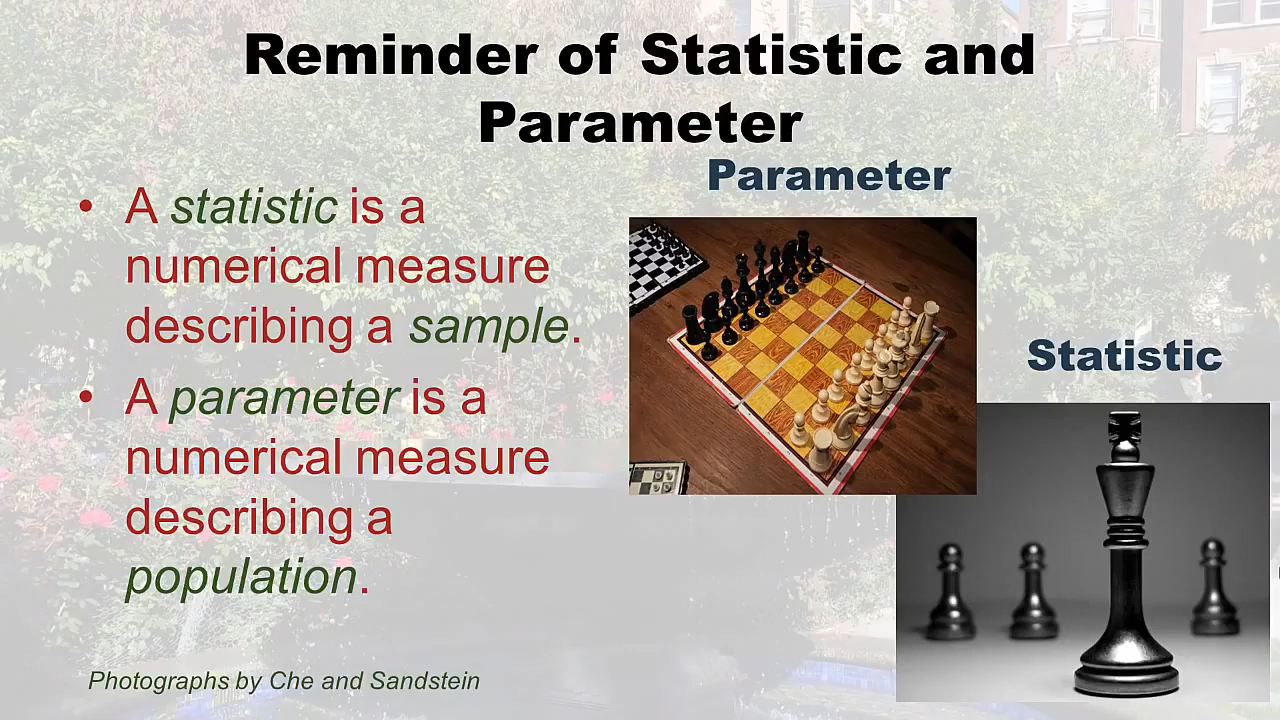 Reminder of Statistic and
Parameter
Parameter
• A statistic is a
numerical measure
describing a sample.
• A parameter is a
numerical measure
describing a
population.
Statistic
Photographs by Che and Sandstein